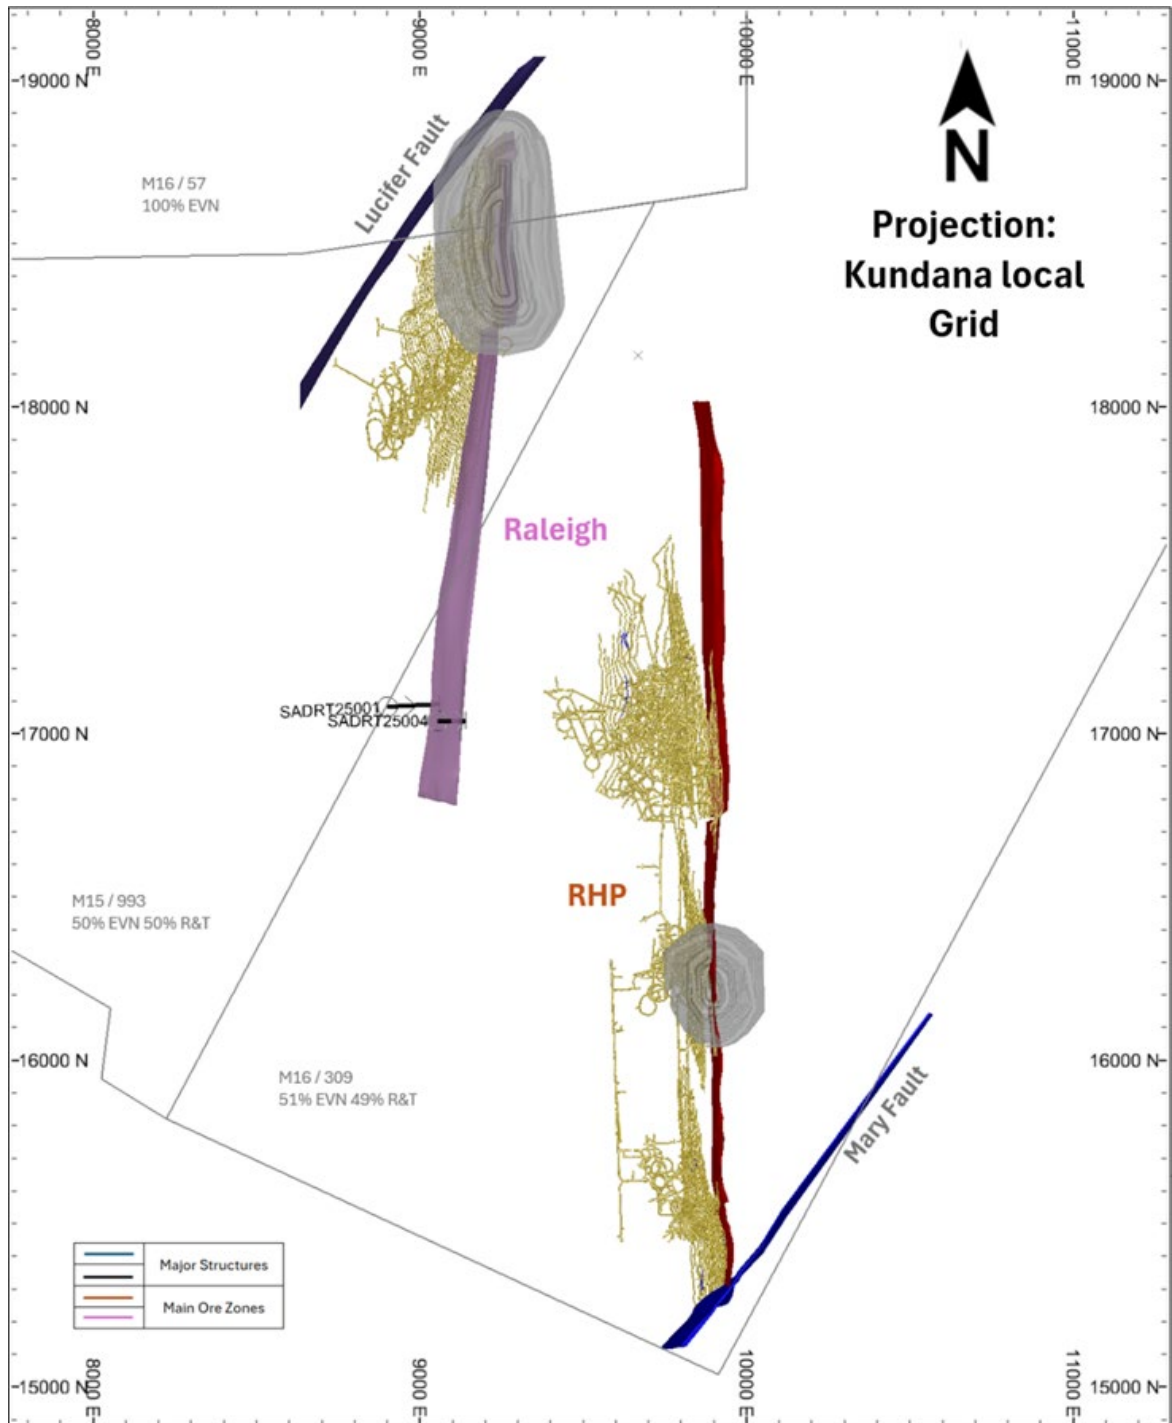 8000 E
9000 E
10000 E
11000 E
19000 N
19000 N
N
Projection:
Kundana local
Grid
Lucifer Fault
M16 / 57
100% EVN
18000 N
18000 N
Raleigh
SADRT25001
SADRT25004
17000 N
17000 N
RHP
M15 / 993
50% EVN 50% R&T
16000 N
16000 N
M16 / 309
51% EVN 49% R&T
Mary Fault
Major Structures
Main Ore Zones
15000 N
15000 N
8000 E
9000 E
10000 E
11000 E